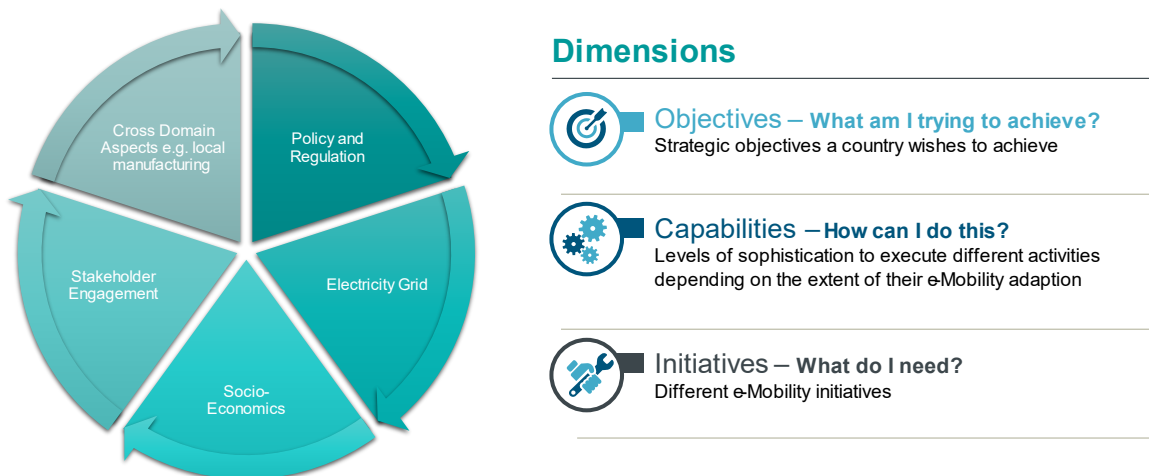 Cross Domain
Aspects e.g. local
manufacturing
Policy and
Regulation
Stakeholder
Engagement
Electricity Grid
Socio-
Economics
Dimensions
Objectives – What am I trying to achieve?
Strategic objectives a country wishes to achieve
Capabilities – How can I do this?
Levels of sophistication to execute different activities
depending on the extent of their e-Mobility adaption
Initiatives – What do I need?
Different e-Mobility initiatives